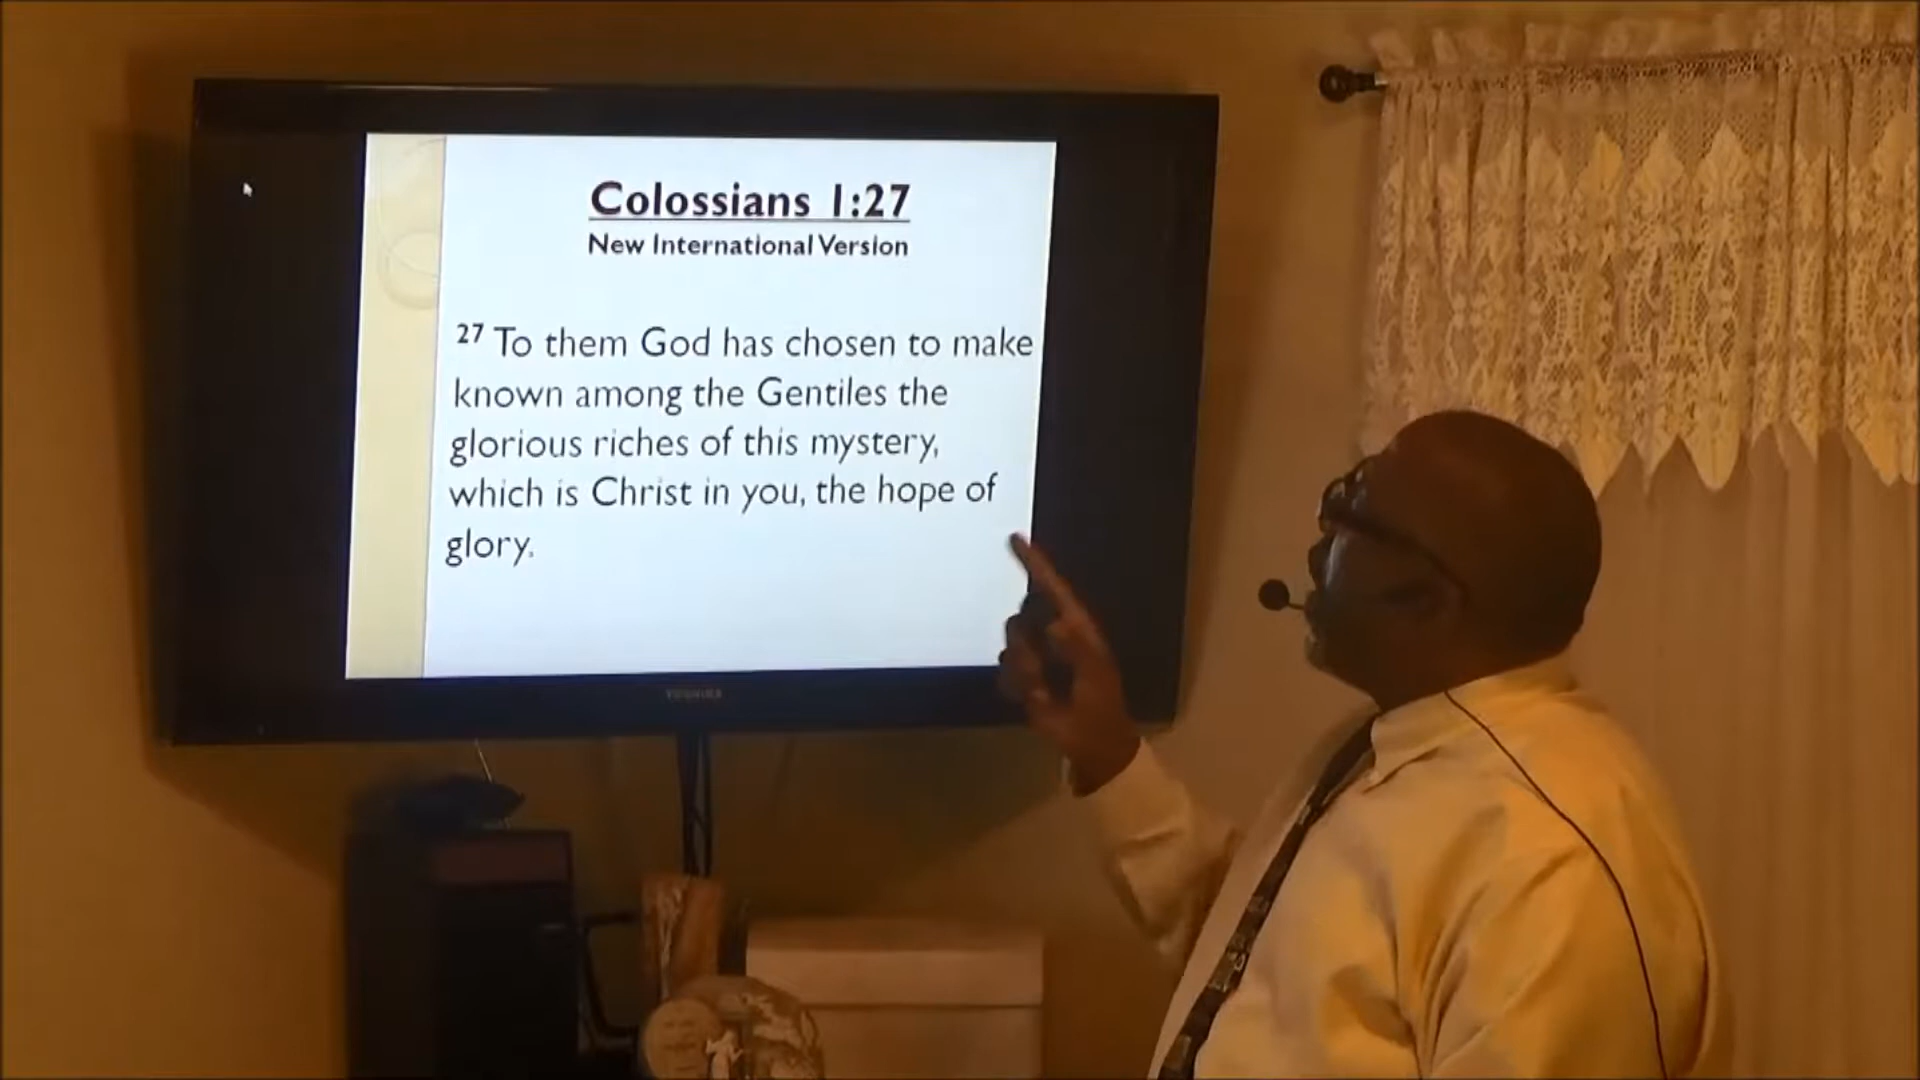 Colossians 1:27
New International Version
27 To them God has chosen to make
known among the Gentiles the
glorious riches of this mystery,
which is Christ in you, the hope of
glory.
TOSHIBA